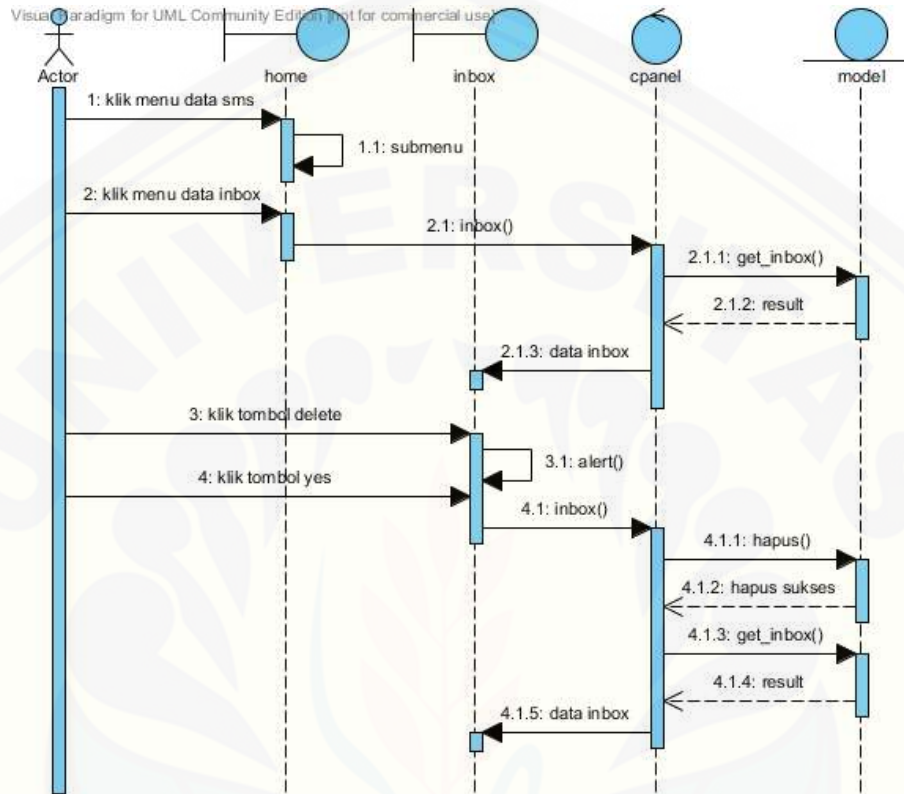 Visual Paradigm for UML Community Edition [not for commercial use]
Actor
home
inbox
cpanel
model
1: klik menu data sms
1.1: submenu
2: klik menu data inbox
2.1: inbox()
2.1.1: get_inbox()
2.1.2: result
2.1.3: data inbox
3: klik tombol delete
3.1: alert()
4: klik tombol yes
4.1: inbox()
4.1.1: hapus()
4.1.2: hapus sukses
4.1.3: get_inbox()
4.1.4: result
4.1.5: data inbox
UNIVERSITAS